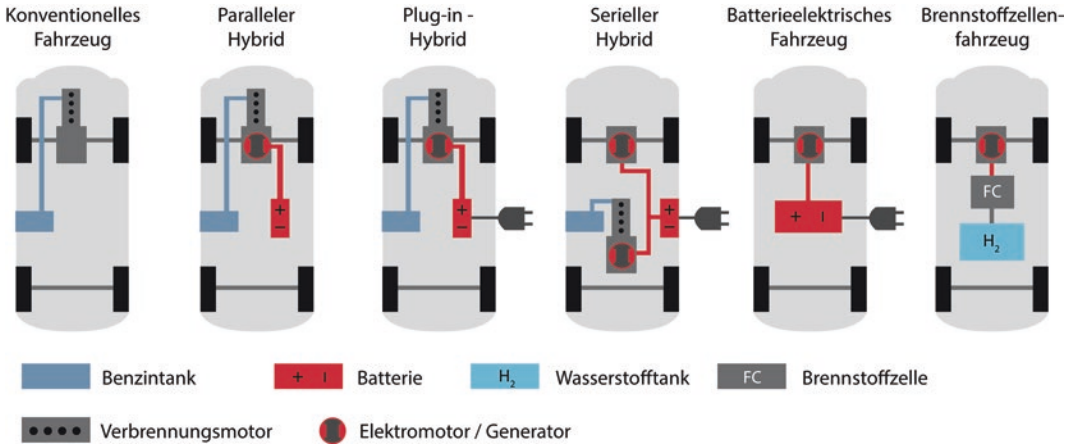 Konventionelles
Fahrzeug
Paralleler
Hybrid
Plug-in -
Hybrid
Serieller
Hybrid
Batterieelektrisches
Fahrzeug
Brennstoffzellen-
fahrzeug
+
−
+
−
+
−
+ I
FC
H₂
Benzintank
+ I
Batterie
H₂
Wasserstofftank
FC
Brennstoffzelle
Verbrennungsmotor
Elektromotor / Generator